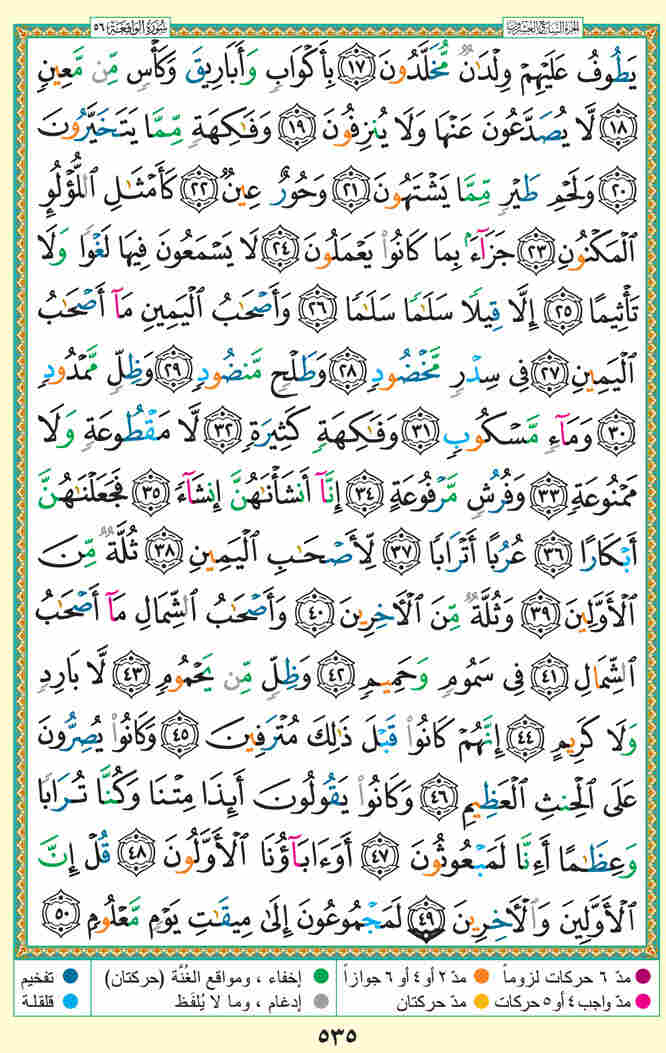 سُورَةُ الوَاقِعَة ٥٦
الجزء السابع والعشرون
يَطُوفُ عَلَيْهِمْ وِلْدَٰنٌ مُّخَلَّدُونَ ١٧ بِأَكْوَابٍ وَأَبَارِيقَ وَكَأْسٍ مِّن مَّعِينٍ
١٨ لَّا يُصَدَّعُونَ عَنْهَا وَلَا يُنزِفُونَ ١٩ وَفَٰكِهَةٍ مِّمَّا يَتَخَيَّرُونَ
٢٠ وَلَحْمِ طَيْرٍ مِّمَّا يَشْتَهُونَ ٢١ وَحُورٌ عِينٌ ٢٢ كَأَمْثَٰلِ ٱللُّؤْلُؤِ
ٱلْمَكْنُونِ ٢٣ جَزَآءًۢ بِمَا كَانُوا۟ يَعْمَلُونَ ٢٤ لَا يَسْمَعُونَ فِيهَا لَغْوًا وَلَا
تَأْثِيمًا ٢٥ إِلَّا قِيلًا سَلَٰمًا سَلَٰمًا ٢٦ وَأَصْحَٰبُ ٱلْيَمِينِ مَآ أَصْحَٰبُ
ٱلْيَمِينِ ٢٧ فِى سِدْرٍ مَّخْضُودٍ ٢٨ وَطَلْحٍ مَّنضُودٍ ٢٩ وَظِلٍّ مَّمْدُودٍ
٣٠ وَمَآءٍ مَّسْكُوبٍ ٣١ وَفَٰكِهَةٍ كَثِيرَةٍ ٣٢ لَّا مَقْطُوعَةٍ وَلَا
مَمْنُوعَةٍ ٣٣ وَفُرُشٍ مَّرْفُوعَةٍ ٣٤ إِنَّآ أَنشَأْنَٰهُنَّ إِنشَآءً ٣٥ فَجَعَلْنَٰهُنَّ
أَبْكَارًا ٣٦ عُرُبًا أَتْرَابًا ٣٧ لِّأَصْحَٰبِ ٱلْيَمِينِ ٣٨ ثُلَّةٌ مِّنَ
ٱلْأَوَّلِينَ ٣٩ وَثُلَّةٌ مِّنَ ٱلْءَاخِرِينَ ٤٠ وَأَصْحَٰبُ ٱلشِّمَالِ مَآ أَصْحَٰبُ
ٱلشِّمَالِ ٤١ فِى سَمُومٍ وَحَمِيمٍ ٤٢ وَظِلٍّ مِّن يَحْمُومٍ ٤٣ لَّا بَارِدٍ
وَلَا كَرِيمٍ ٤٤ إِنَّهُمْ كَانُوا۟ قَبْلَ ذَٰلِكَ مُتْرَفِينَ ٤٥ وَكَانُوا۟ يُصِرُّونَ
عَلَى ٱلْحِنثِ ٱلْعَظِيمِ ٤٦ وَكَانُوا۟ يَقُولُونَ أَئِذَا مِتْنَا وَكُنَّا تُرَابًا
وَعِظَٰمًا أَءِنَّا لَمَبْعُوثُونَ ٤٧ أَوَءَابَآؤُنَا ٱلْأَوَّلُونَ ٤٨ قُلْ إِنَّ
ٱلْأَوَّلِينَ وَٱلْءَاخِرِينَ ٤٩ لَمَجْمُوعُونَ إِلَىٰ مِيقَٰتِ يَوْمٍ مَّعْلُومٍ ٥٠
مدّ ٦ حركات لزوماً مدّ ٢ أو ٤ أو ٦ جوازاً إخفاء ، ومواقع الغُنَّة (حركتان) تفخيم
مدّ واجب ٤ أو ٥ حركات مدّ حركتان إدغام ، وما لا يُلفَظ قلقلة
٥٣٥